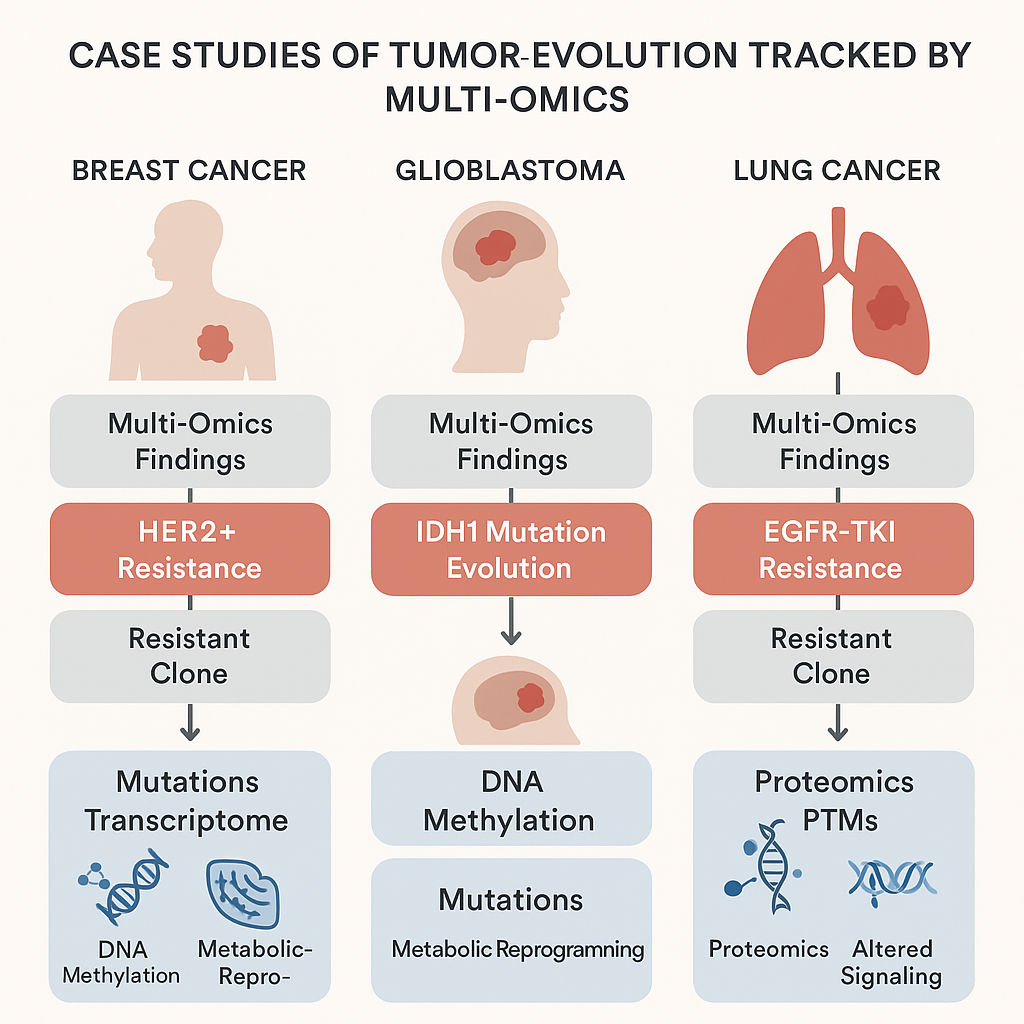 CASE STUDIES OF TUMOR-EVOLUTION TRACKED BY
MULTI-OMICS
BREAST CANCER
Multi-Omics
Findings
HER2+
Resistance
Resistant
Clone
Mutations
Transcriptome
DNA
Methylation
Metabolic-
Repro-
GLIOBLASTOMA
Multi-Omics
Findings
IDH1 Mutation
Evolution
DNA
Methylation
Mutations
Metabolic Reprogramning
LUNG CANCER
Multi-Omics
Findings
EGFR-TKI
Resistance
Resistant
Clone
Proteomics
PTMs
Proteomics
Altered
Signaling